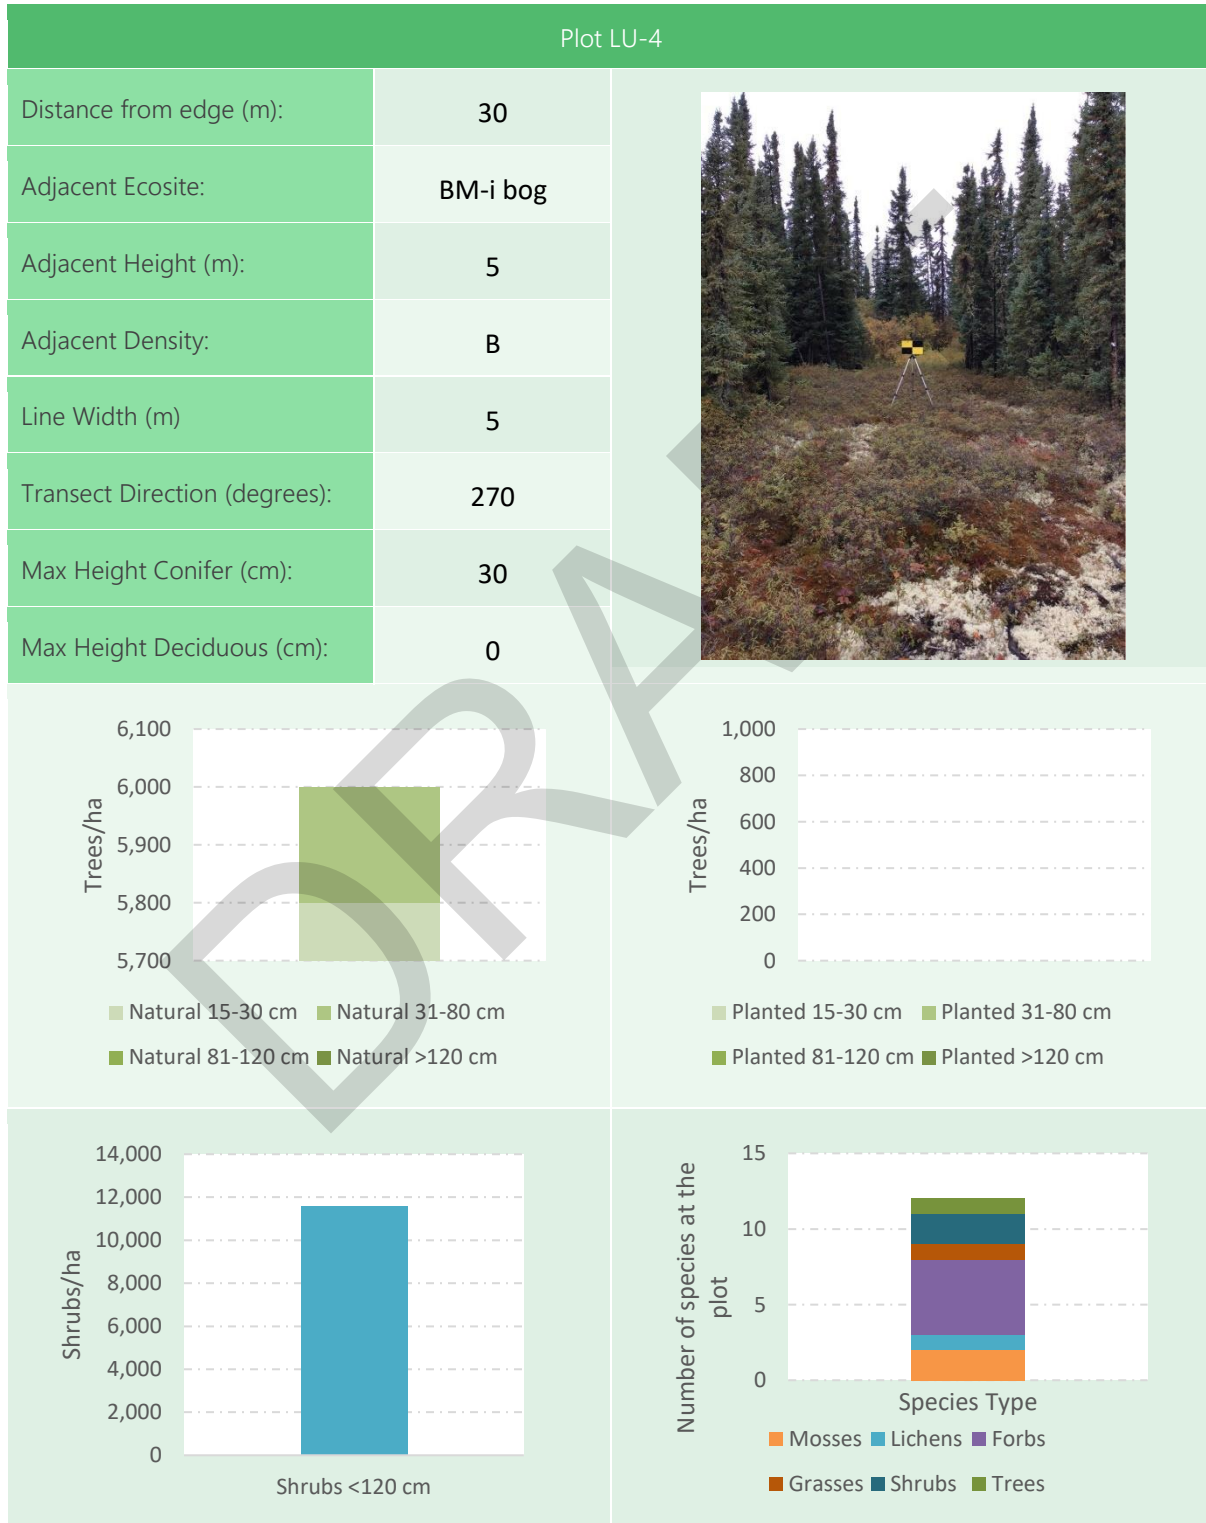 Plot LU-4
Distance from edge (m): 30
Adjacent Ecosite: BM-i bog
Adjacent Height (m): 5
Adjacent Density: B
Line Width (m) 5
Transect Direction (degrees): 270
Max Height Conifer (cm): 30
Max Height Deciduous (cm): 0
DRA
6,100
6,000
5,900
5,800
5,700
Trees/ha
Natural 15-30 cm Natural 31-80 cm
Natural 81-120 cm Natural >120 cm
1,000
800
600
400
200
0
Trees/ha
Planted 15-30 cm Planted 31-80 cm
Planted 81-120 cm Planted >120 cm
14,000
12,000
10,000
8,000
6,000
4,000
2,000
0
Shrubs/ha
Shrubs <120 cm
15
10
5
0
Number of species at the
plot
Species Type
Mosses Lichens Forbs
Grasses Shrubs Trees